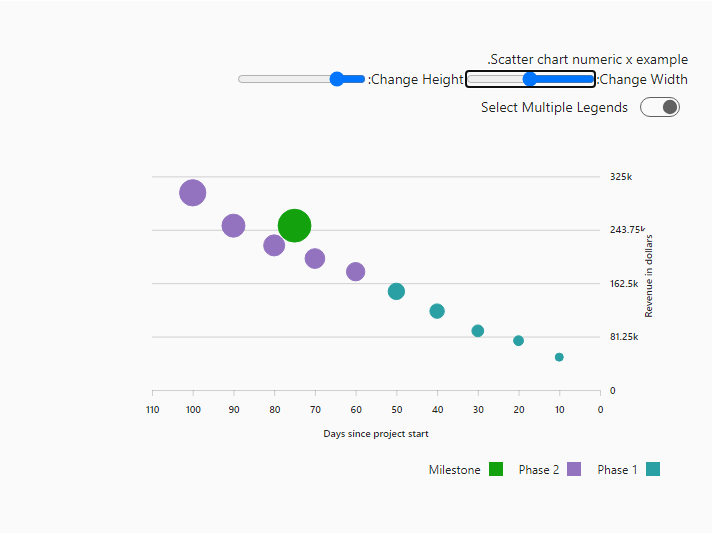 .Scatter chart numeric x example
:Change Width
:Change Height
Select Multiple Legends
325k
243.75k
162.5k
81.25k
0
Revenue in dollars
110 100 90 80 70 60 50 40 30 20 10 0
Days since project start
Milestone Phase 2 Phase 1